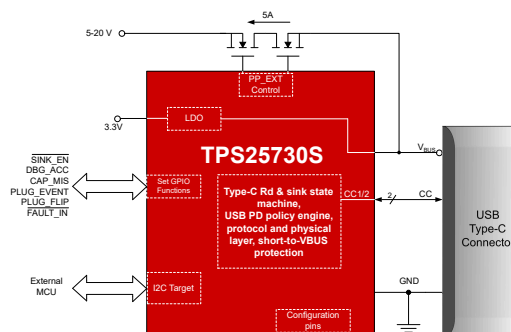 5A
5-20 V
PP_EXT
Control
LDO
3.3V
TPS25730S
VBUS
SINK_EN
DBG_ACC
CAP_MIS
PLUG_EVENT
PLUG_FLIP
FAULT_IN
Set GPIO
Functions
Type-C Rd & sink state
machine,
USB PD policy engine,
protocol and physical
layer, short-to-VBUS
protection
CC1/2
2
CC
USB
Type-C
Connecto
External
MCU
I2C Target
GND
Configuration
pins